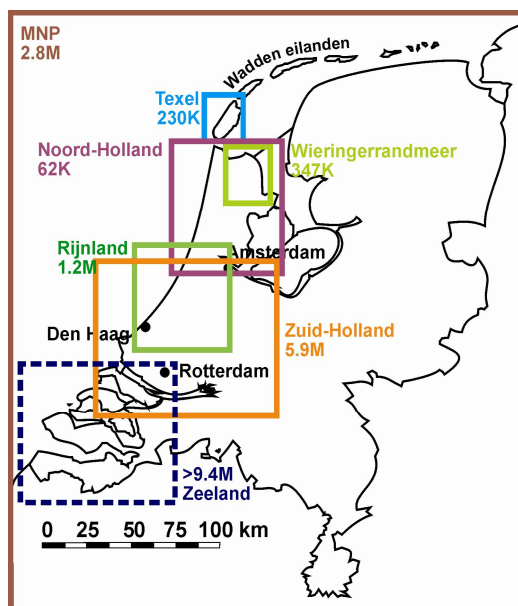 MNP
2.8M
Wadden eilanden
Texel
230K
Noord-Holland
62K
Wieringerrandmeer
347K
Rijnland
1.2M
Amsterdam
Den Haag
Zuid-Holland
5.9M
Rotterdam
>9.4M
Zeeland
0 25 50 75 100 km